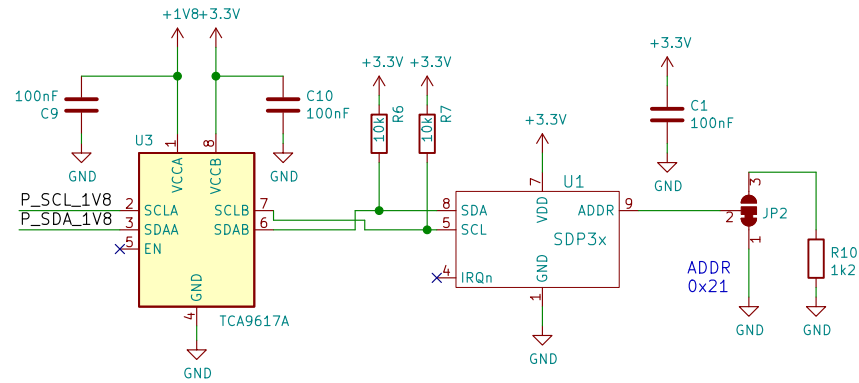 +1V8
+3.3V
100nF
C9
C10
100nF
GND
GND
U3
1
8
VCCA
VCCB
P_SCL_1V8
P_SDA_1V8
2
3
5
SCLA
SDAA
EN
SCLB
SDAB
7
6
GND
4
TCA9617A
GND
+3.3V
+3.3V
10k
R6
10k
R7
+3.3V
7
U1
VDD
8
5
4
SDA
SCL
IRQn
ADDR
9
SDP3x
GND
1
GND
+3.3V
C1
100nF
GND
3
2
1
JP2
ADDR
0x21
R10
1k2
GND
GND